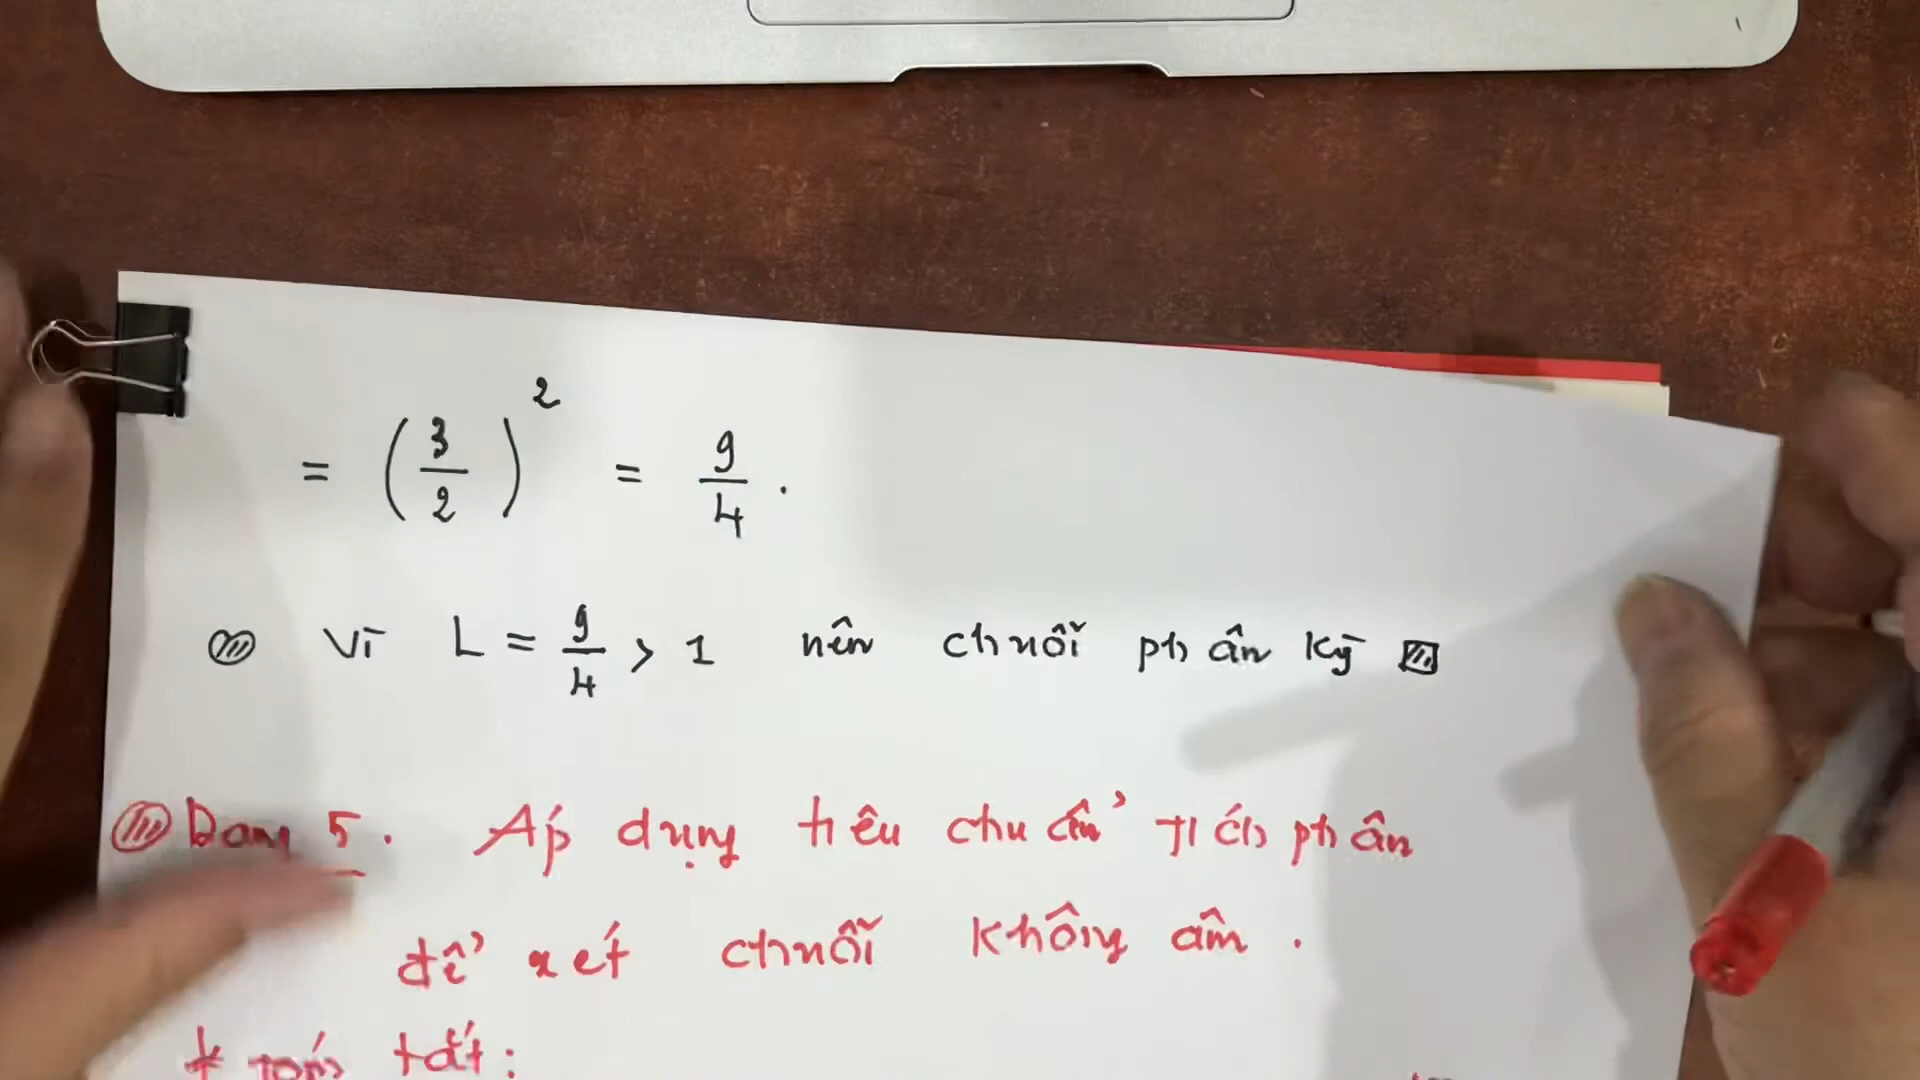 = (3/2)² = 9/4 .
Vì L = 9/4 > 1 nên chuỗi phân kỳ
Dạng 5. Áp dụng tiêu chuẩn tích phân
để xét chuỗi không âm.
* Tóm tắt: